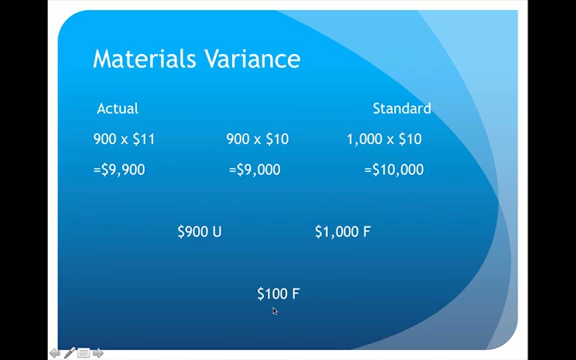 Materials Variance
Actual Standard
900 x $11 900 x $10 1,000 x $10
=$9,900 =$9,000 =$10,000
$900 U $1,000 F
$100 F